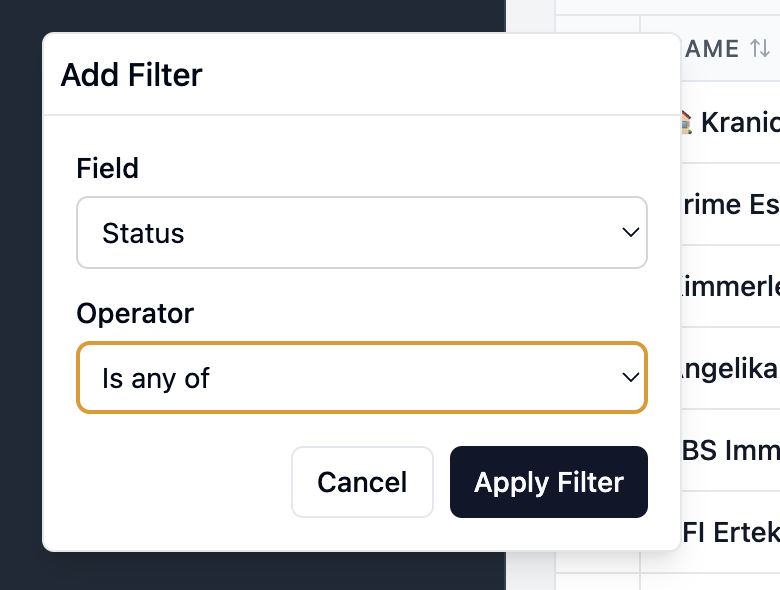 Add Filter
Field
Status
Operator
Is any of
Cancel
Apply Filter
AME
Kranic
rime Es
immerle
ngelika
BS Imm
FI Ertek